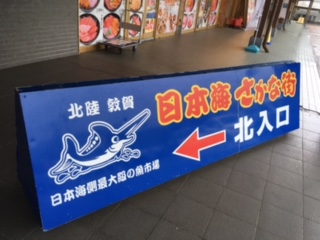 北陸 敦賀
日本海 さかな街
北入口
日本海側最大級の魚市場